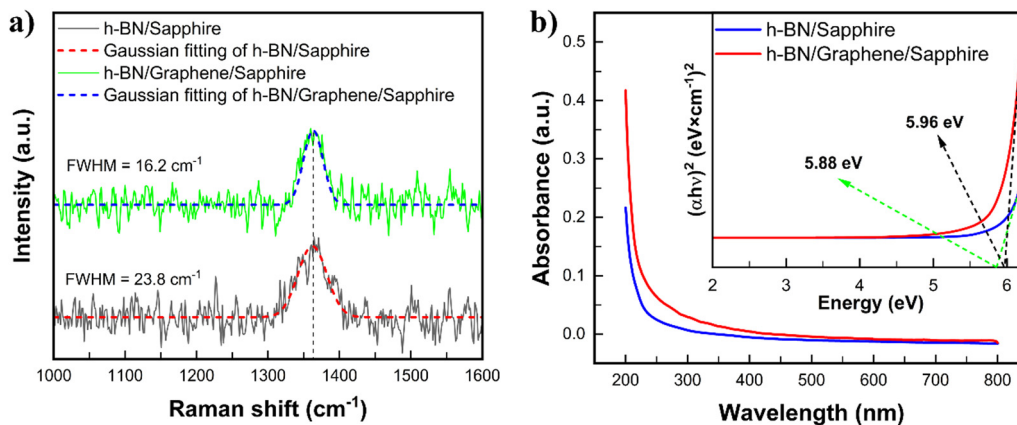 a)
h-BN/Sapphire
Gaussian fitting of h-BN/Sapphire
h-BN/Graphene/Sapphire
Gaussian fitting of h-BN/Graphene/Sapphire
FWHM = 16.2 cm⁻¹
FWHM = 23.8 cm⁻¹
Intensity (a.u.)
1000 1100 1200 1300 1400 1500 1600
Raman shift (cm⁻¹)
b)
0.5
0.4
0.3
0.2
0.1
0.0
Absorbance (a.u.)
200 300 400 500 600 700 800
Wavelength (nm)
h-BN/Sapphire
h-BN/Graphene/Sapphire
5.96 eV
5.88 eV
(αhν)² (eV×cm⁻¹)²
2 3 4 5 6
Energy (eV)